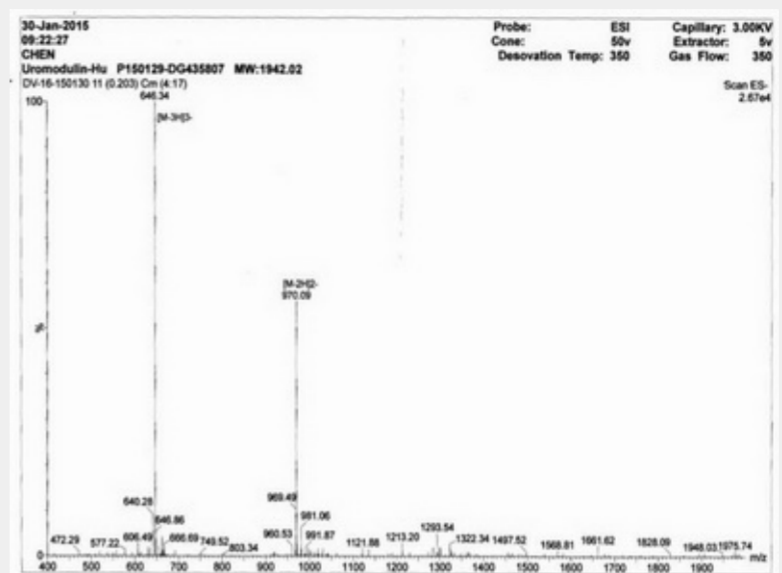 30-Jan-2015 Probe: ESI Capillary: 3.00KV
09:22:27 Cone: 50v Extractor: 5v
CHEN Desovation Temp: 350 Gas Flow: 350
Uromodulin-Hu P150129-DG435807 MW:1942.02
DV-16-150130 11 (0.203) Cm (4:17) Scan ES-
100 646.34 2.67e4
[M-3H]3-
[M-2H]2-
970.09
%
640.28 969.49
646.86 981.06
472.29 577.22 606.49 666.69 749.52 803.34 960.53 991.87 1121.88 1213.20 1293.54 1322.34 1497.52 1568.81 1661.62 1828.09 1948.03 1975.74
0 m/z
400 500 600 700 800 900 1000 1100 1200 1300 1400 1500 1600 1700 1800 1900